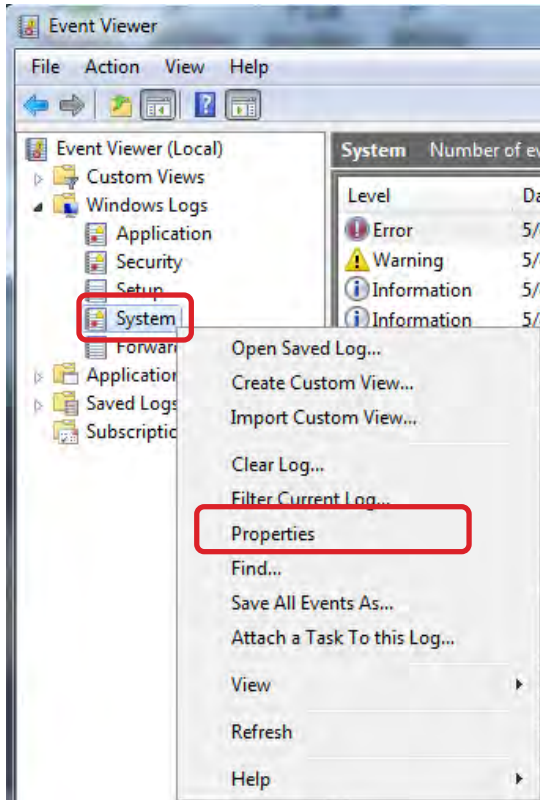 Event Viewer
File Action View Help
Event Viewer (Local)
Custom Views
Windows Logs
Application
Security
Setup
System
Forward
Application
Saved Logs
Subscriptic
System Number of ev
Level Da
Error 5/
Warning 5/
Information 5/
Information 5/
Open Saved Log...
Create Custom View...
Import Custom View...
Clear Log...
Filter Current Log...
Properties
Find...
Save All Events As...
Attach a Task To this Log...
View
Refresh
Help